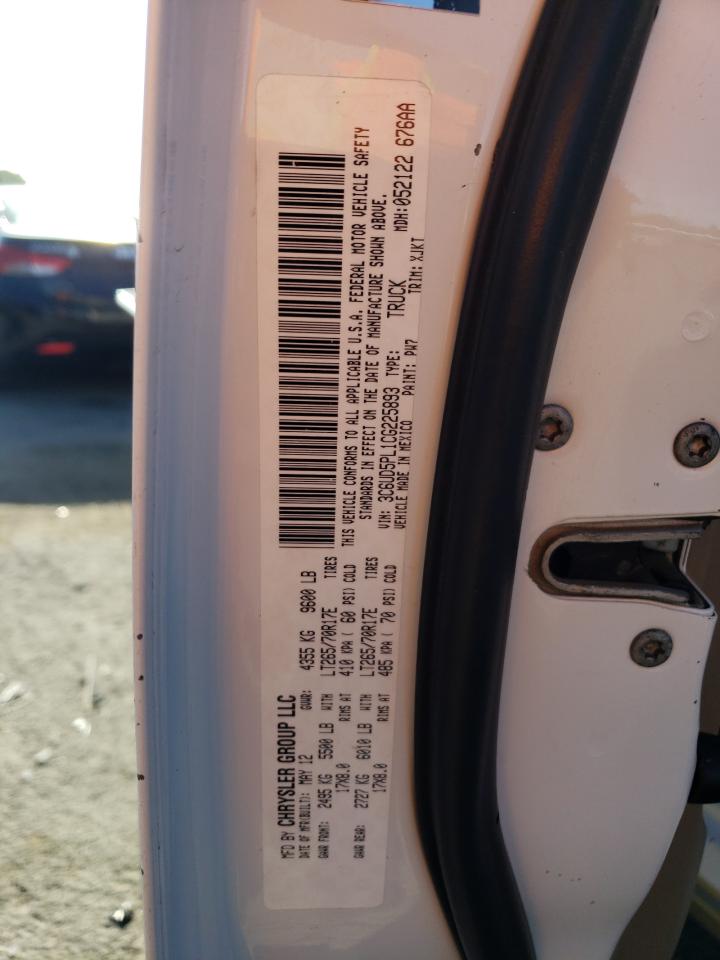 MFD BY CHRYSLER GROUP LLC
DATE OF MFR(BUILT): MAY 12 GVWR: 4355 KG 9600 LB
GAWR FRONT: 2495 KG 5500 LB WITH LT265/70R17E TIRES
17X8.0 RIMS AT 410 KPA ( 60 PSI) COLD
GAWR REAR: 2727 KG 6010 LB WITH LT265/70R17E TIRES
17X8.0 RIMS AT 485 KPA ( 70 PSI) COLD
THIS VEHICLE CONFORMS TO ALL APPLICABLE U.S.A. FEDERAL MOTOR VEHICLE SAFETY
STANDARDS IN EFFECT ON THE DATE OF MANUFACTURE SHOWN ABOVE.
VIN: 3C6UD5PL1CG225893 TYPE: TRUCK MDH:052122 676AA
VEHICLE MADE IN MEXICO PAINT: PW7 TRIM: XJKT